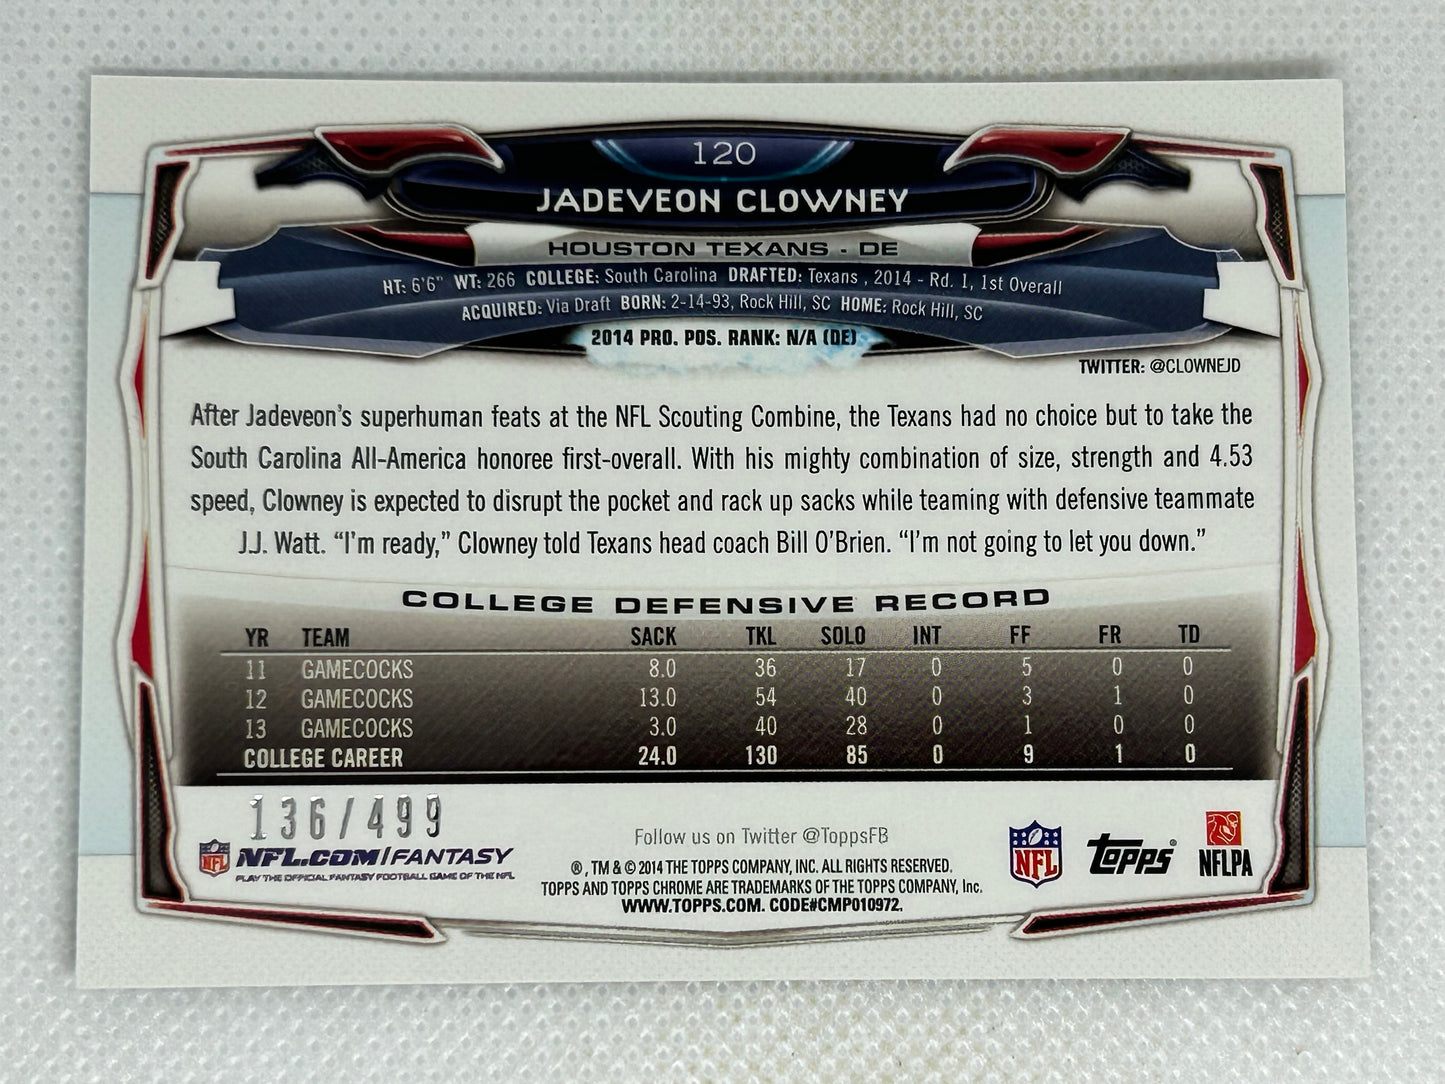 120
JADEVEON CLOWNEY
HOUSTON TEXANS - DE
HT: 6'6" WT: 266 COLLEGE: South Carolina DRAFTED: Texans , 2014 - Rd. 1, 1st Overall
ACQUIRED: Via Draft BORN: 2-14-93, Rock Hill, SC HOME: Rock Hill, SC
2014 PRO. POS. RANK: N/A (DE)
TWITTER: @CLOWNEJD
After Jadeveon's superhuman feats at the NFL Scouting Combine, the Texans had no choice but to take the
South Carolina All-America honoree first-overall. With his mighty combination of size, strength and 4.53
speed, Clowney is expected to disrupt the pocket and rack up sacks while teaming with defensive teammate
J.J. Watt. “I'm ready,” Clowney told Texans head coach Bill O'Brien. “I'm not going to let you down.”
COLLEGE DEFENSIVE RECORD
YR TEAM SACK TKL SOLO INT FF FR TD
11 GAMECOCKS 8.0 36 17 0 5 0 0
12 GAMECOCKS 13.0 54 40 0 3 1 0
13 GAMECOCKS 3.0 40 28 0 1 0 0
COLLEGE CAREER 24.0 130 85 0 9 1 0
136/499
NFL NFL.COM/FANTASY
PLAY THE OFFICIAL FANTASY FOOTBALL GAME OF THE NFL
Follow us on Twitter @ToppsFB
®, TM & © 2014 THE TOPPS COMPANY, INC. ALL RIGHTS RESERVED.
TOPPS AND TOPPS CHROME ARE TRADEMARKS OF THE TOPPS COMPANY, Inc.
WWW.TOPPS.COM. CODE#CMP010972.
NFL
Topps®
NFLPA